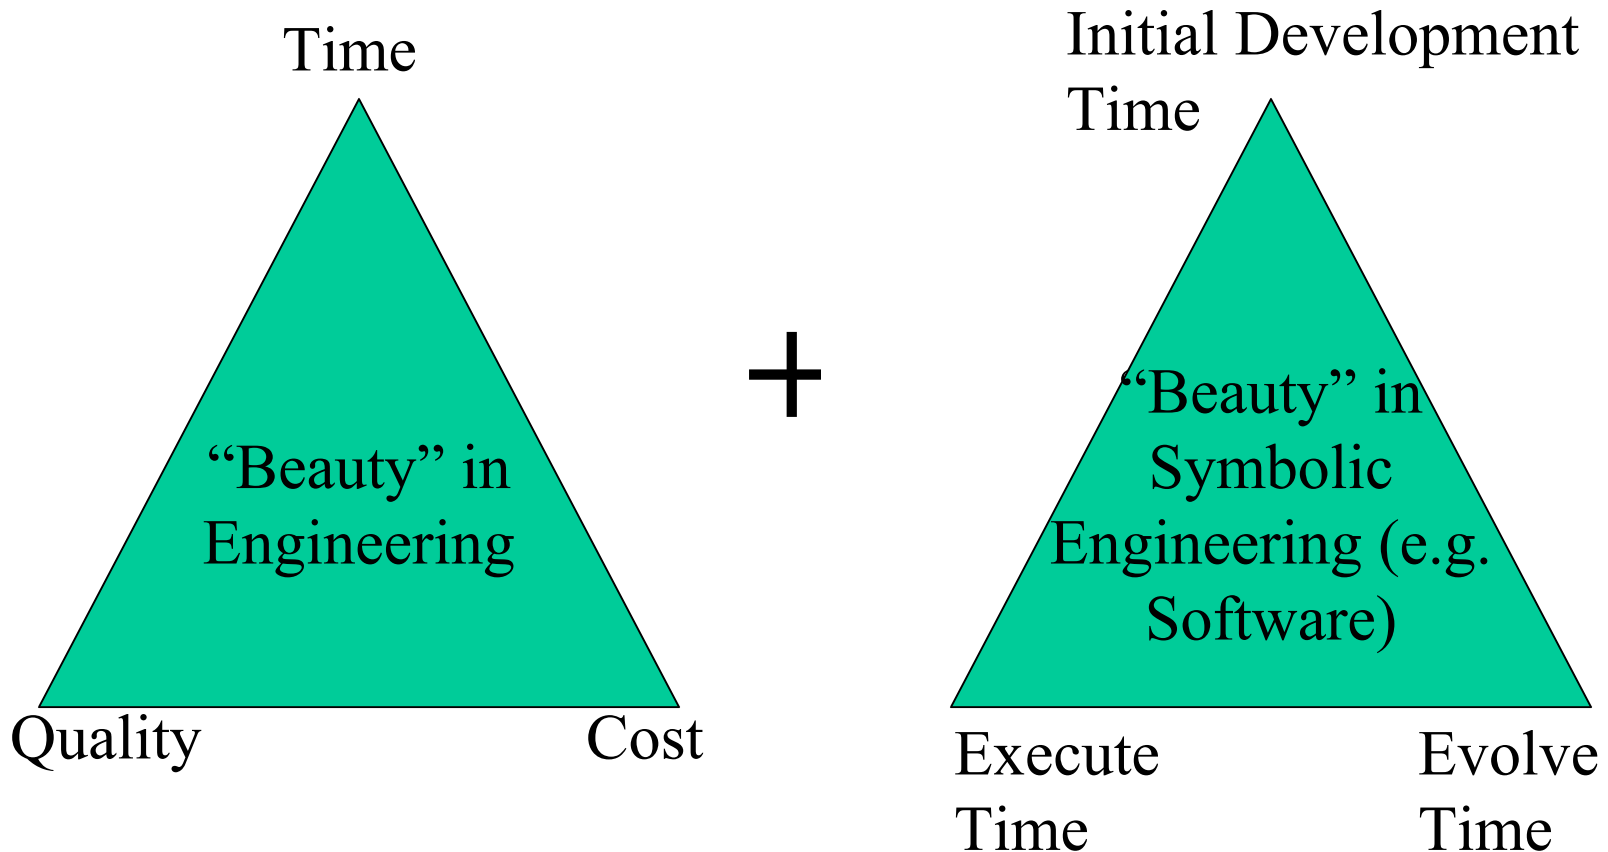 Time
“Beauty” in
Engineering
Quality
Cost
+
Initial Development
Time
“Beauty” in
Symbolic
Engineering (e.g.
Software)
Execute
Time
Evolve
Time